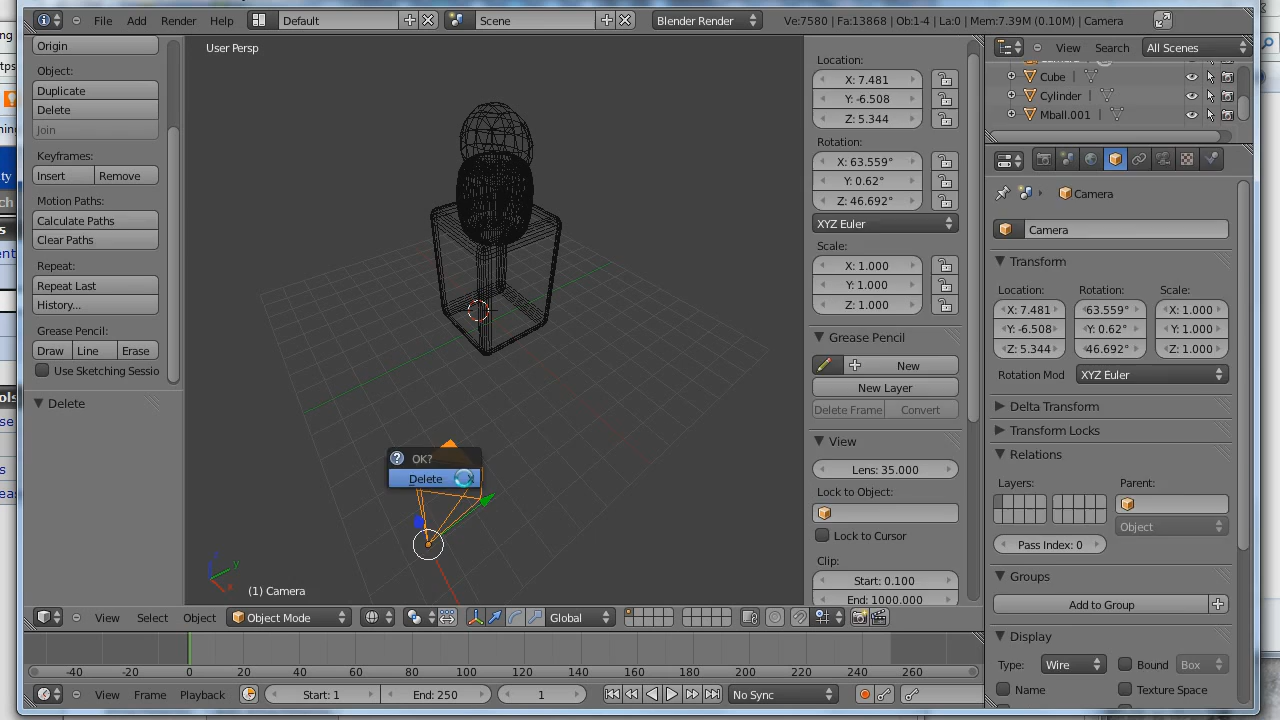 File Add Render Help Default Scene Blender Render Ve:7580 | Fa:13868 | Ob:1-4 | La:0 | Mem:7.39M (0.10M) | Camera
Origin
Object:
Duplicate
Delete
Join
Keyframes:
Insert Remove
Motion Paths:
Calculate Paths
Clear Paths
Repeat:
Repeat Last
History...
Grease Pencil:
Draw Line Erase
Use Sketching Sessio
Delete
User Persp
OK?
Delete
z y x
(1) Camera
View Select Object Object Mode Global
Location:
X: 7.481
Y: -6.508
Z: 5.344
Rotation:
X: 63.559°
Y: 0.62°
Z: 46.692°
XYZ Euler
Scale:
X: 1.000
Y: 1.000
Z: 1.000
Grease Pencil
New
New Layer
Delete Frame Convert
View
Lens: 35.000
Lock to Object:
Lock to Cursor
Clip:
Start: 0.100
End: 1000.000
View Search All Scenes
Cube
Cylinder
Mball.001
Camera
Camera
Transform
Location: Rotation: Scale:
X: 7.481 63.559° X: 1.000
Y: -6.508 Y: 0.62° Y: 1.000
Z: 5.344 46.692° Z: 1.000
Rotation Mod XYZ Euler
Delta Transform
Transform Locks
Relations
Layers: Parent:
Object
Pass Index: 0
Groups
Add to Group
Display
Type: Wire Bound Box
Name Texture Space
-40 -20 0 20 40 60 80 100 120 140 160 180 200 220 240 260 280
View Frame Playback Start: 1 End: 250 1 No Sync